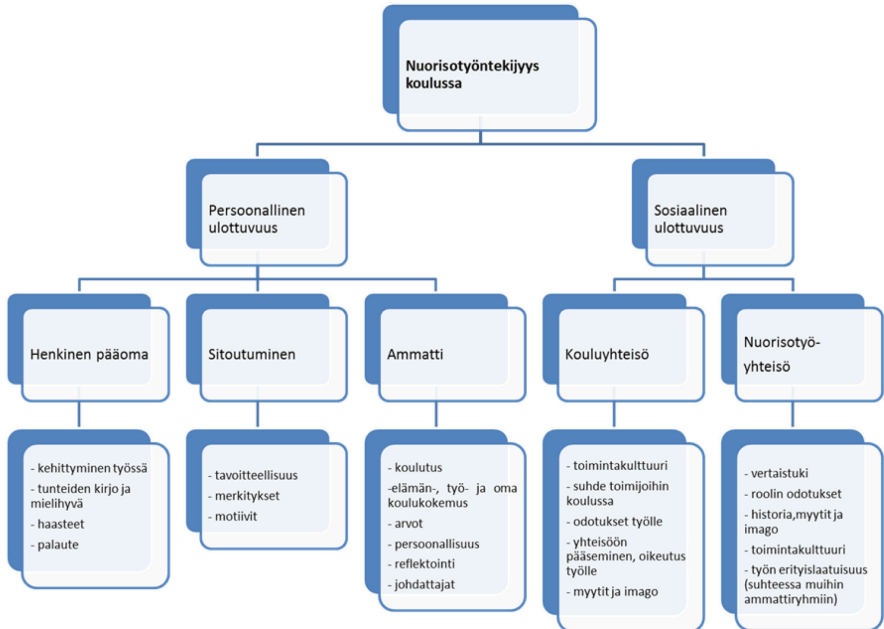 Nuorisotyöntekijyys
koulussa
Persoonallinen
ulottuvuus
Sosiaalinen
ulottuvuus
Henkinen pääoma
Sitoutuminen
Ammatti
Kouluyhteisö
Nuorisotyö-
yhteisö
- kehittyminen työssä
- tunteiden kirjo ja
mielihyvä
- haasteet
- palaute
- tavoitteellisuus
- merkitykset
- motiivit
- koulutus
-elämän-, työ- ja oma
koulukokemus
- arvot
- persoonallisuus
- reflektointi
- johdattajat
- toimintakulttuuri
- suhde toimijoihin
koulussa
- odotukset työlle
- yhteisöön
pääseminen, oikeutus
työlle
- myytit ja imago
- vertaistuki
- roolin odotukset
- historia,myytit ja
imago
- toimintakulttuuri
- työn erityislaatuisuus
(suhteessa muihin
ammattiryhmiin)